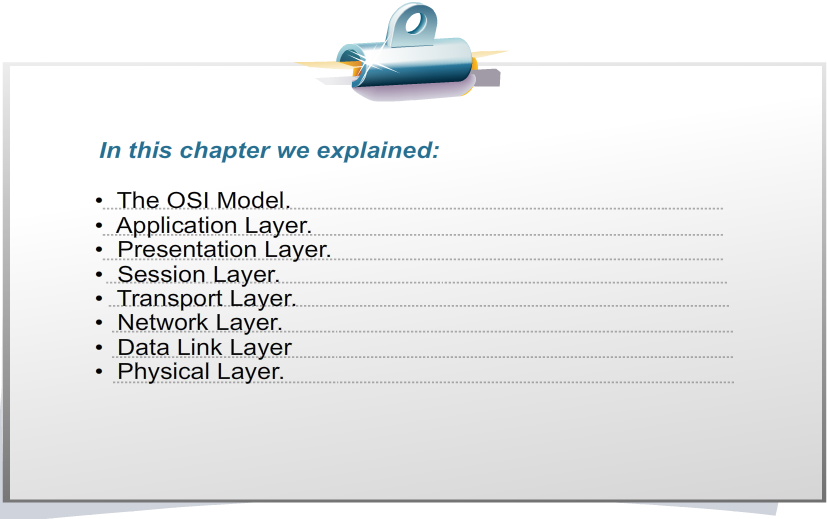 In this chapter we explained:
• The OSI Model.
• Application Layer.
• Presentation Layer.
• Session Layer.
• Transport Layer.
• Network Layer.
• Data Link Layer
• Physical Layer.